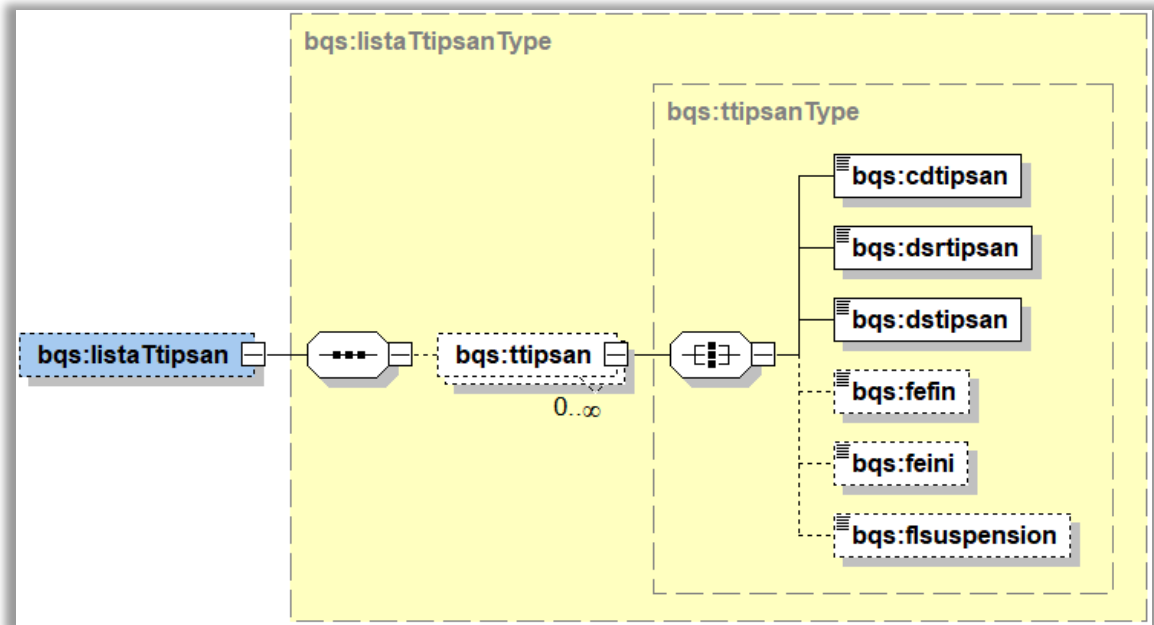 bqs:listaTtipsanType
bqs:ttipsanType
bqs:cdtipsan
bqs:dsrtipsan
bqs:dstipsan
bqs:listaTtipsan
bqs:ttipsan
0..∞
bqs:fefin
bqs:feini
bqs:flsuspension